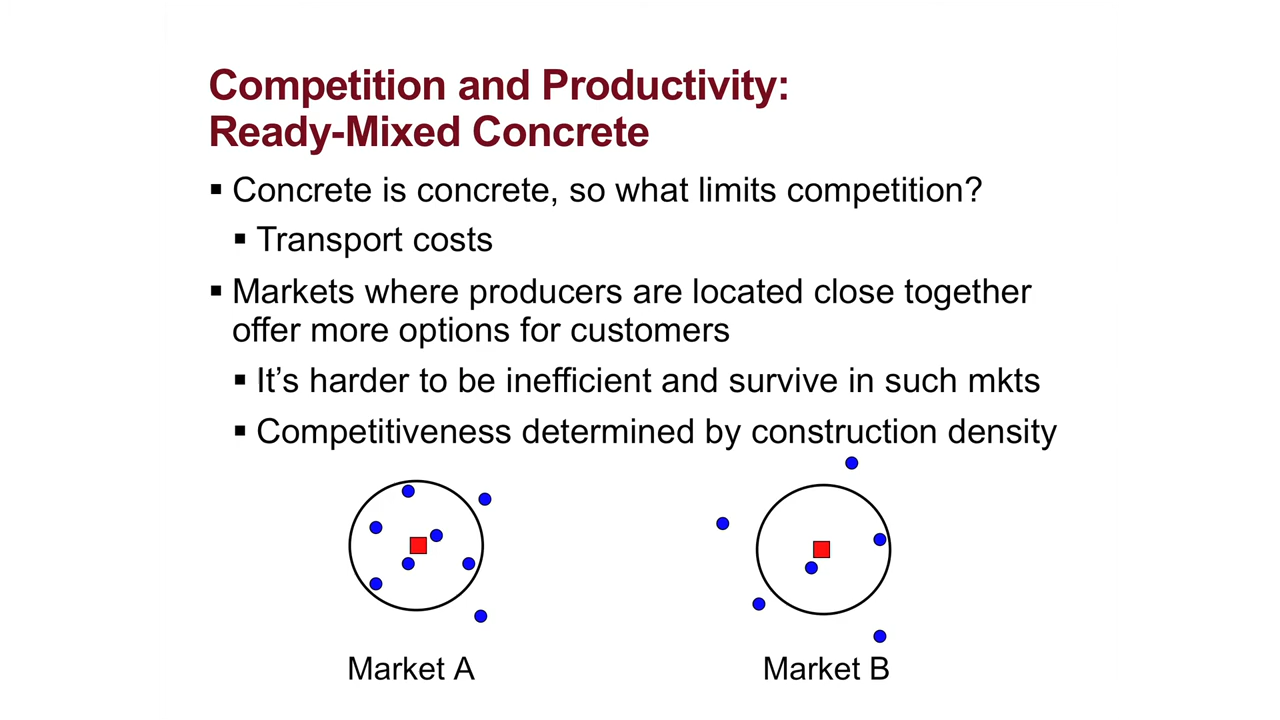 Competition and Productivity:
Ready-Mixed Concrete
▪ Concrete is concrete, so what limits competition?
▪ Transport costs
▪ Markets where producers are located close together
offer more options for customers
▪ It’s harder to be inefficient and survive in such mkts
▪ Competitiveness determined by construction density
Market A
Market B